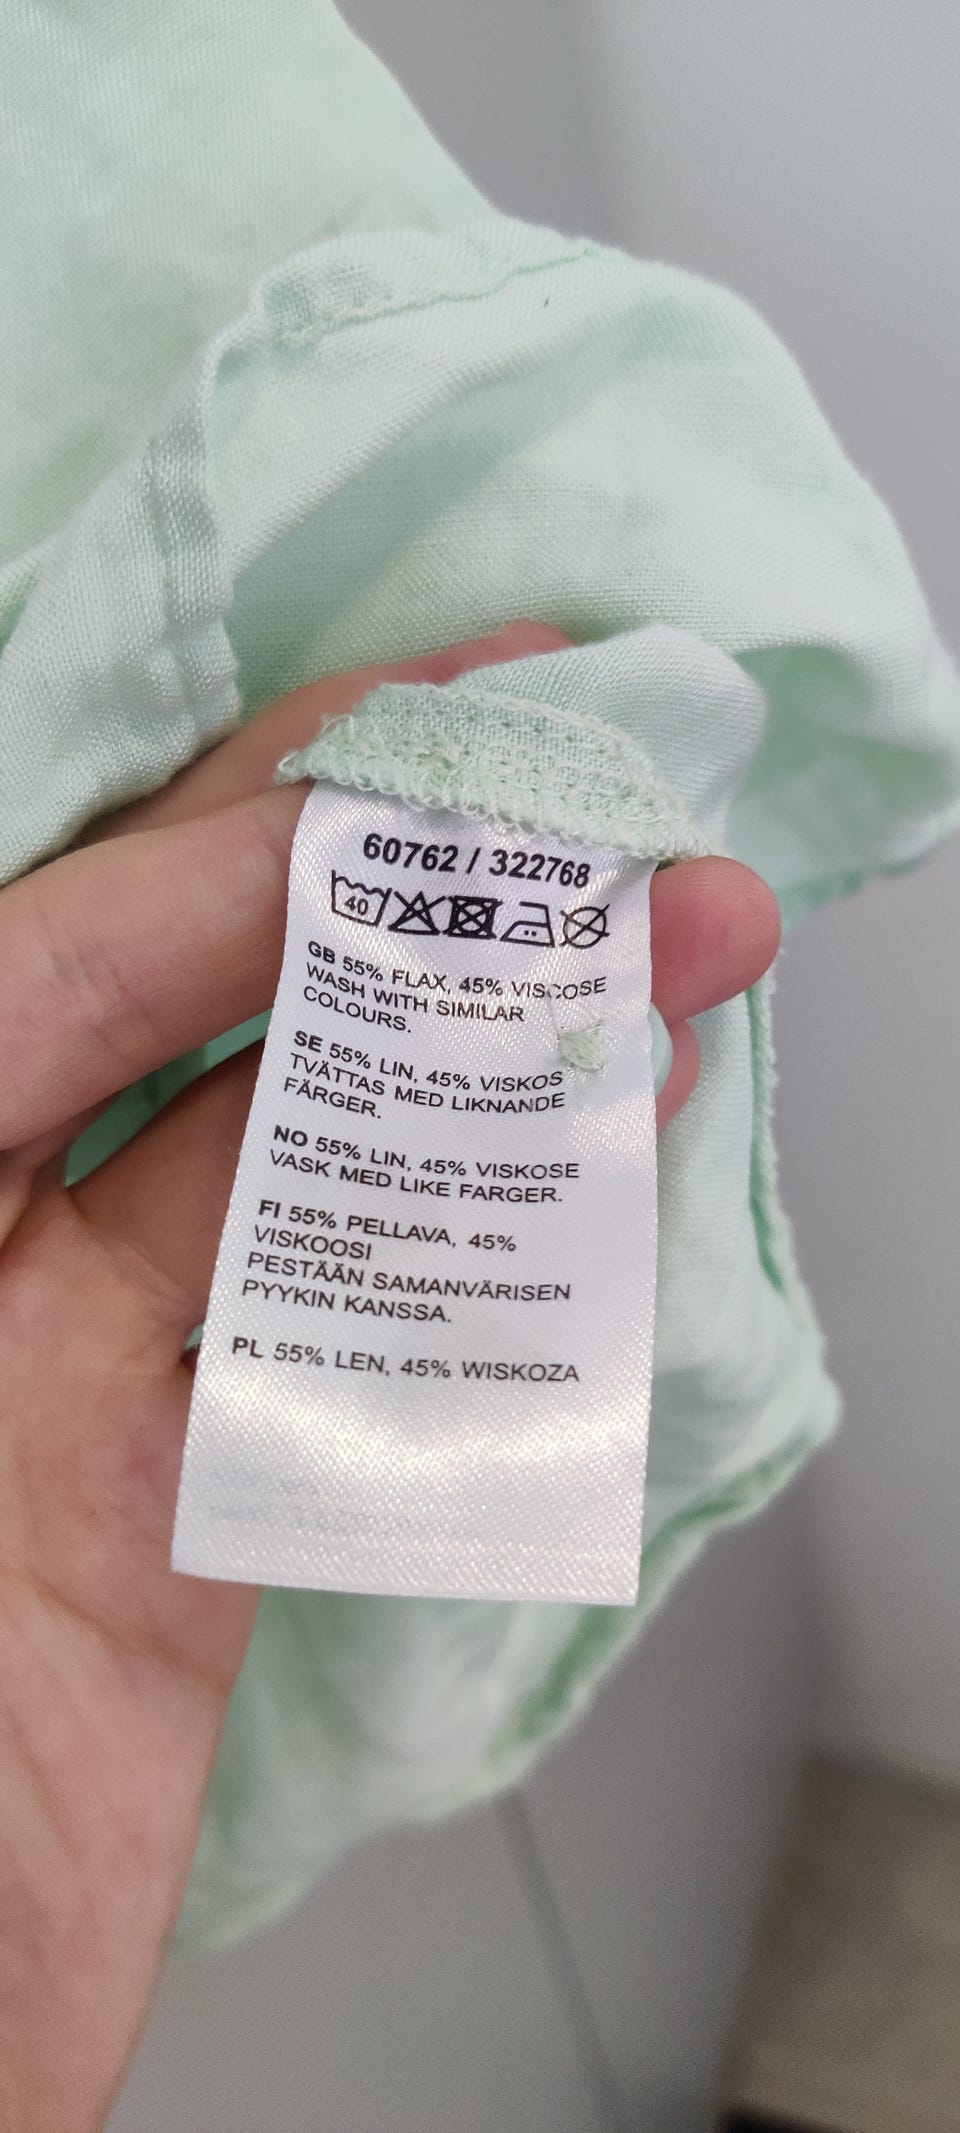 60762 / 322768
40
GB 55% FLAX, 45% VISCOSE
WASH WITH SIMILAR
COLOURS.
SE 55% LIN, 45% VISKOS
TVÄTTAS MED LIKNANDE
FÄRGER.
NO 55% LIN, 45% VISKOSE
VASK MED LIKE FARGER.
FI 55% PELLAVA, 45%
VISKOOSI
PESTÄÄN SAMANVÄRISEN
PYYKIN KANSSA.
PL 55% LEN, 45% WISKOZA